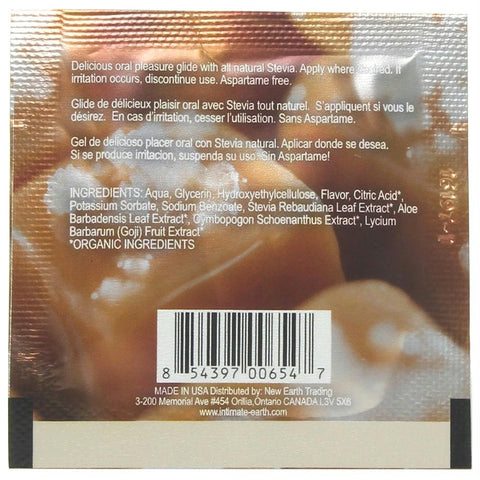 Delicious oral pleasure glide with all natural Stevia. Apply where desired. If
irritation occurs, discontinue use. Aspartame free.
Glide de délicieux plaisir oral avec Stevia tout naturel. S'appliquent si vous le
désirez. En cas d'irritation, cesser l'utilisation. Sans Aspartame.
Gel de delicioso placer oral con Stevia natural. Aplicar donde se desea.
Si se produce irritacion, suspenda su uso. Sin Aspartame!
INGREDIENTS: Aqua, Glycerin, Hydroxyethylcellulose, Flavor, Citric Acid*,
Potassium Sorbate, Sodium Benzoate, Stevia Rebaudiana Leaf Extract*, Aloe
Barbadensis Leaf Extract*, Cymbopogon Schoenanthus Extract*, Lycium
Barbarum (Goji) Fruit Extract*
*ORGANIC INGREDIENTS
8 54397 00654 7
MADE IN USA Distributed by: New Earth Trading
3-200 Memorial Ave #454 Orillia,Ontario CANADA L3V 5X6
www.intimate-earth.com